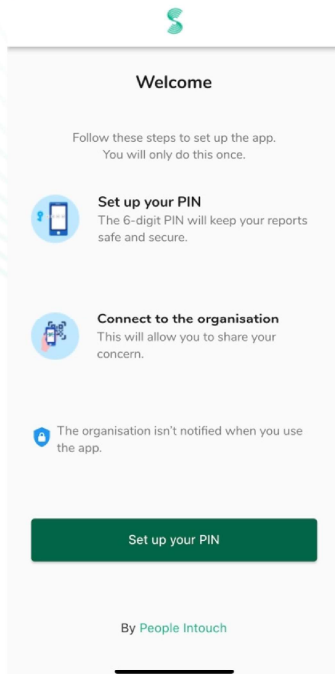 Welcome
Follow these steps to set up the app.
You will only do this once.
Set up your PIN
The 6-digit PIN will keep your reports
safe and secure.
Connect to the organisation
This will allow you to share your
concern.
The organisation isn't notified when you use
the app.
Set up your PIN
By People Intouch